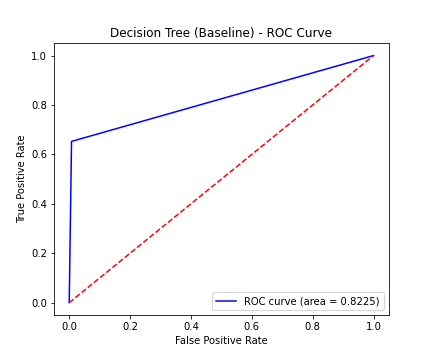 Decision Tree (Baseline) - ROC Curve
1.0
0.8
0.6
0.4
0.2
0.0
True Positive Rate
ROC curve (area = 0.8225)
0.0 0.2 0.4 0.6 0.8 1.0
False Positive Rate